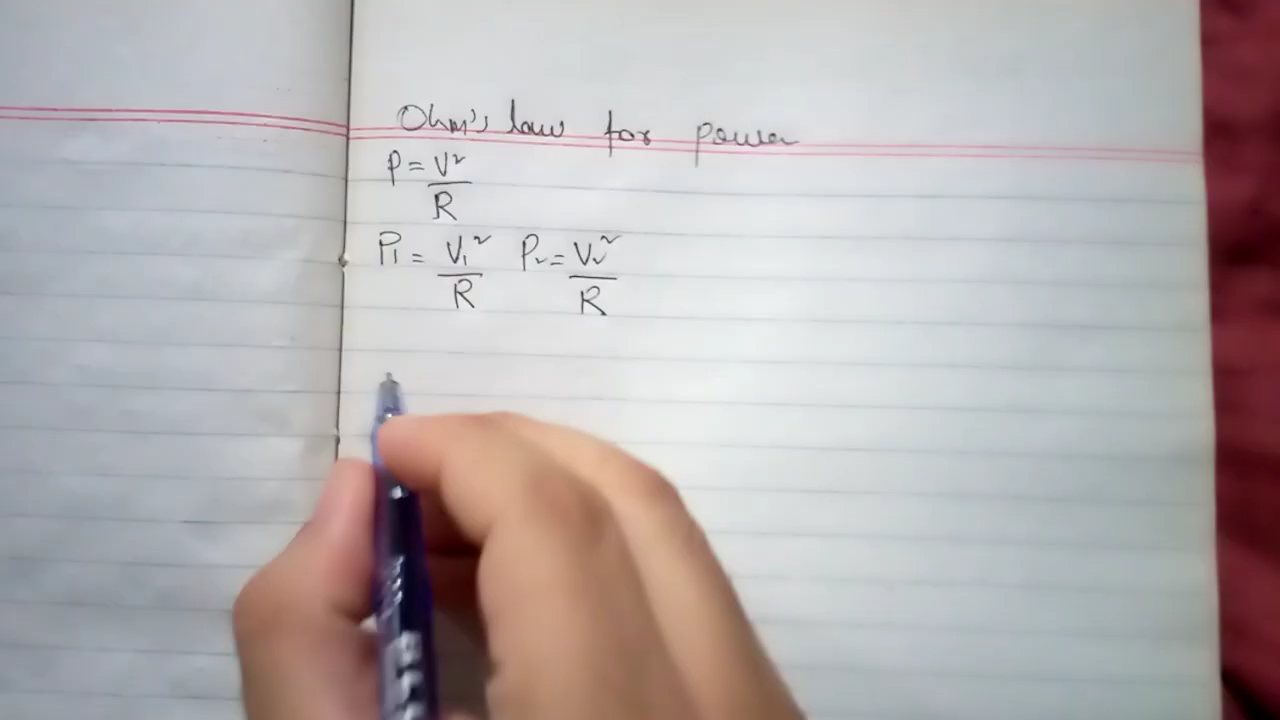 Ohm's law for power
P = V²/R
P₁ = V₁²/R P₂ = V₂²/R